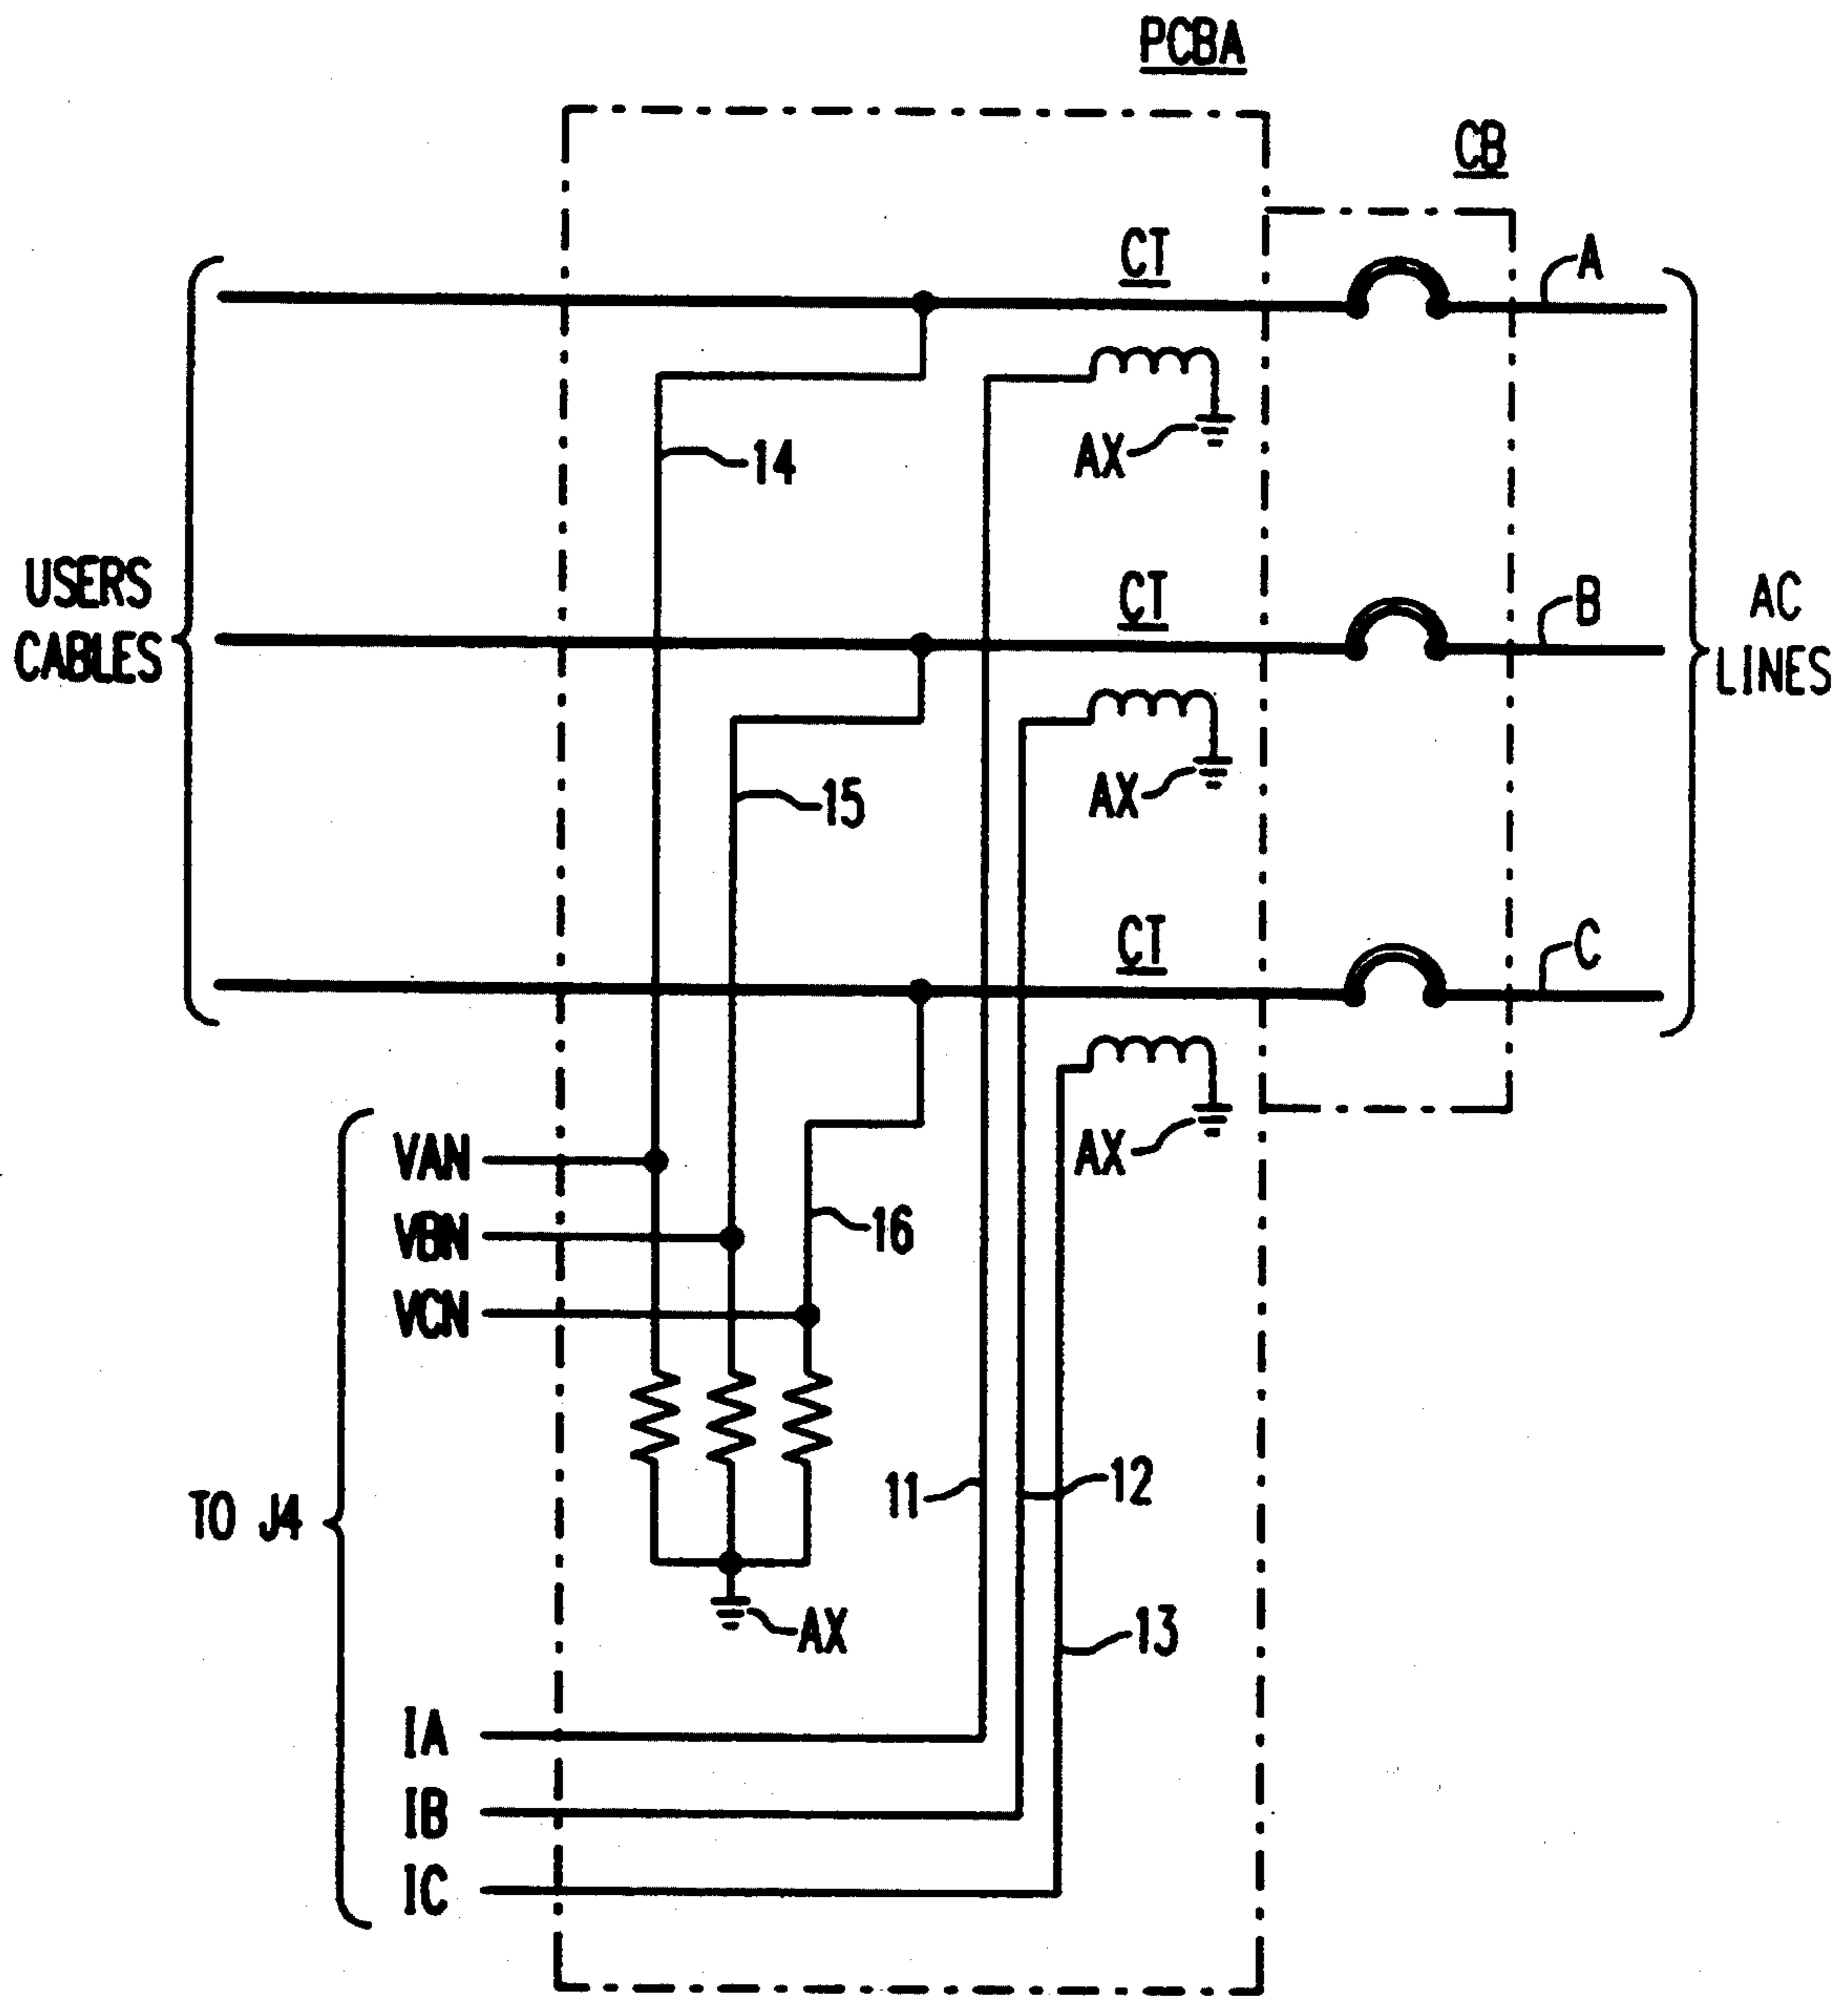 PCBA
CB
CT
A
14
AX
USERS
CABLES
CT
B
AC
LINES
15
AX
CT
C
VAN
AX
VBN
16
VCN
11
12
TO J4
AX
13
IA
IB
IC